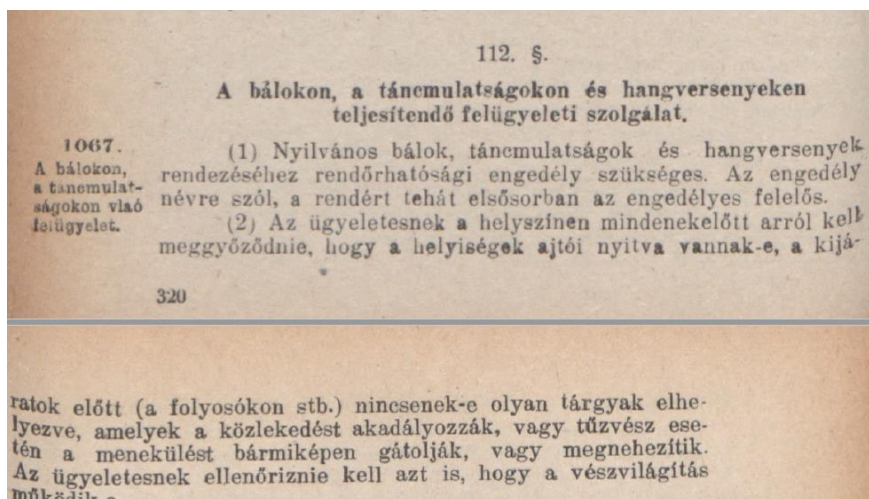 112. §.
A bálokon, a táncmulatságokon és hangversenyeken
teljesítendő felügyeleti szolgálat.
1067.
A bálokon,
a táncmulat-
ságokon vlaó
felügyelet.
(1) Nyilvános bálok, táncmulatságok és hangversenyek
rendezéséhez rendőrhatósági engedély szükséges. Az engedély
névre szól, a rendért tehát elsősorban az engedélyes felelős.
(2) Az ügyeletesnek a helyszínen mindenekelőtt arról kell
meggyőződnie, hogy a helyiségek ajtói nyitva vannak-e, a kijá-
320
ratok előtt (a folyosókon stb.) nincsenek-e olyan tárgyak elhe-
lyezve, amelyek a közlekedést akadályozzák, vagy tűzvész ese-
tén a menekülést bármiképen gátolják, vagy megnehezítik.
Az ügyeletesnek ellenőriznie kell azt is, hogy a vészvilágítás
működik-e